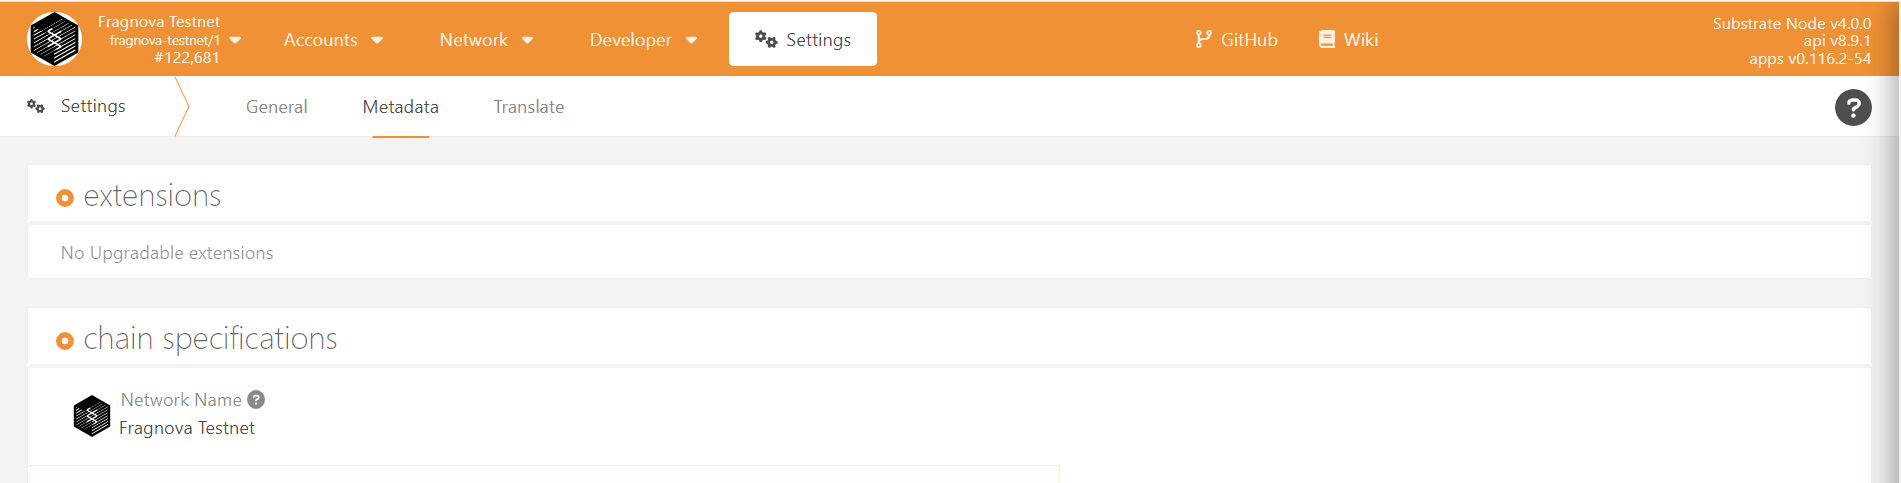 Fragnova Testnet
fragnova-testnet/1
#122,681
Accounts
Network
Developer
Settings
GitHub
Wiki
Substrate Node v4.0.0
api v8.9.1
apps v0.116.2-54
Settings
General
Metadata
Translate
?
extensions
No Upgradable extensions
chain specifications
Network Name ?
Fragnova Testnet